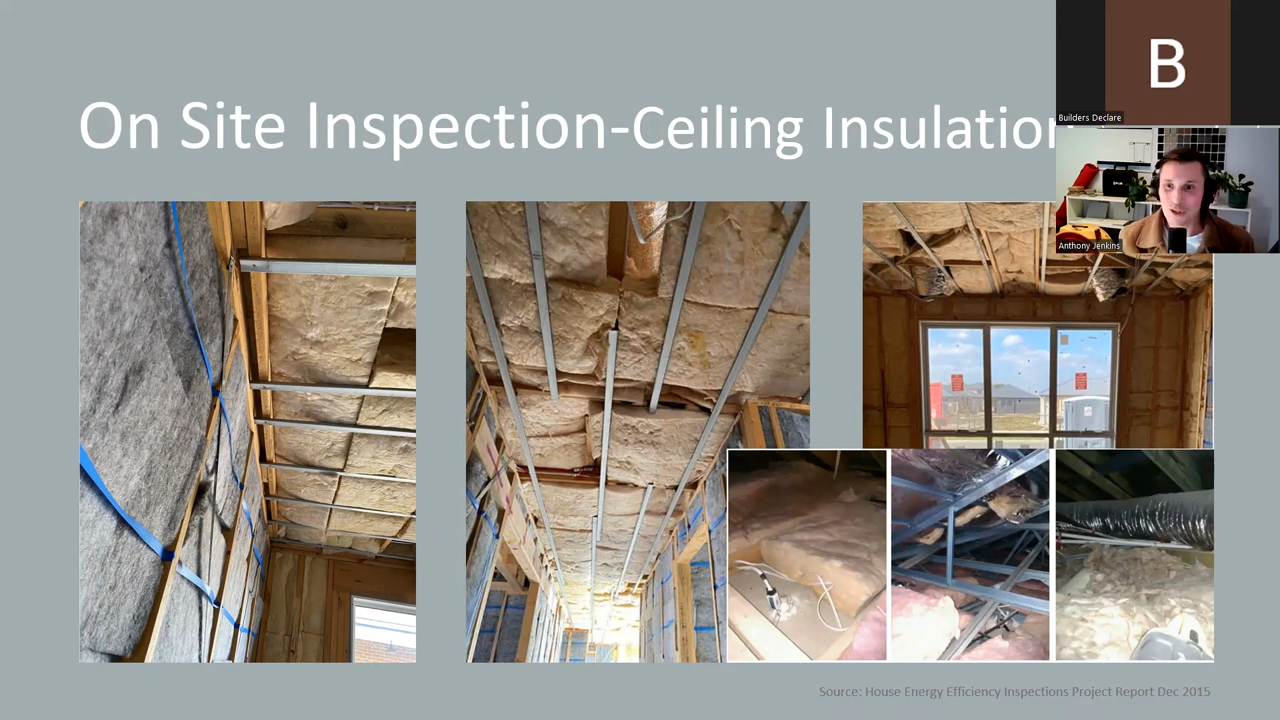 B
Builders Declare
On Site Inspection-Ceiling Insulation
Anthony Jenkins
Source: House Energy Efficiency Inspections Project Report Dec 2015